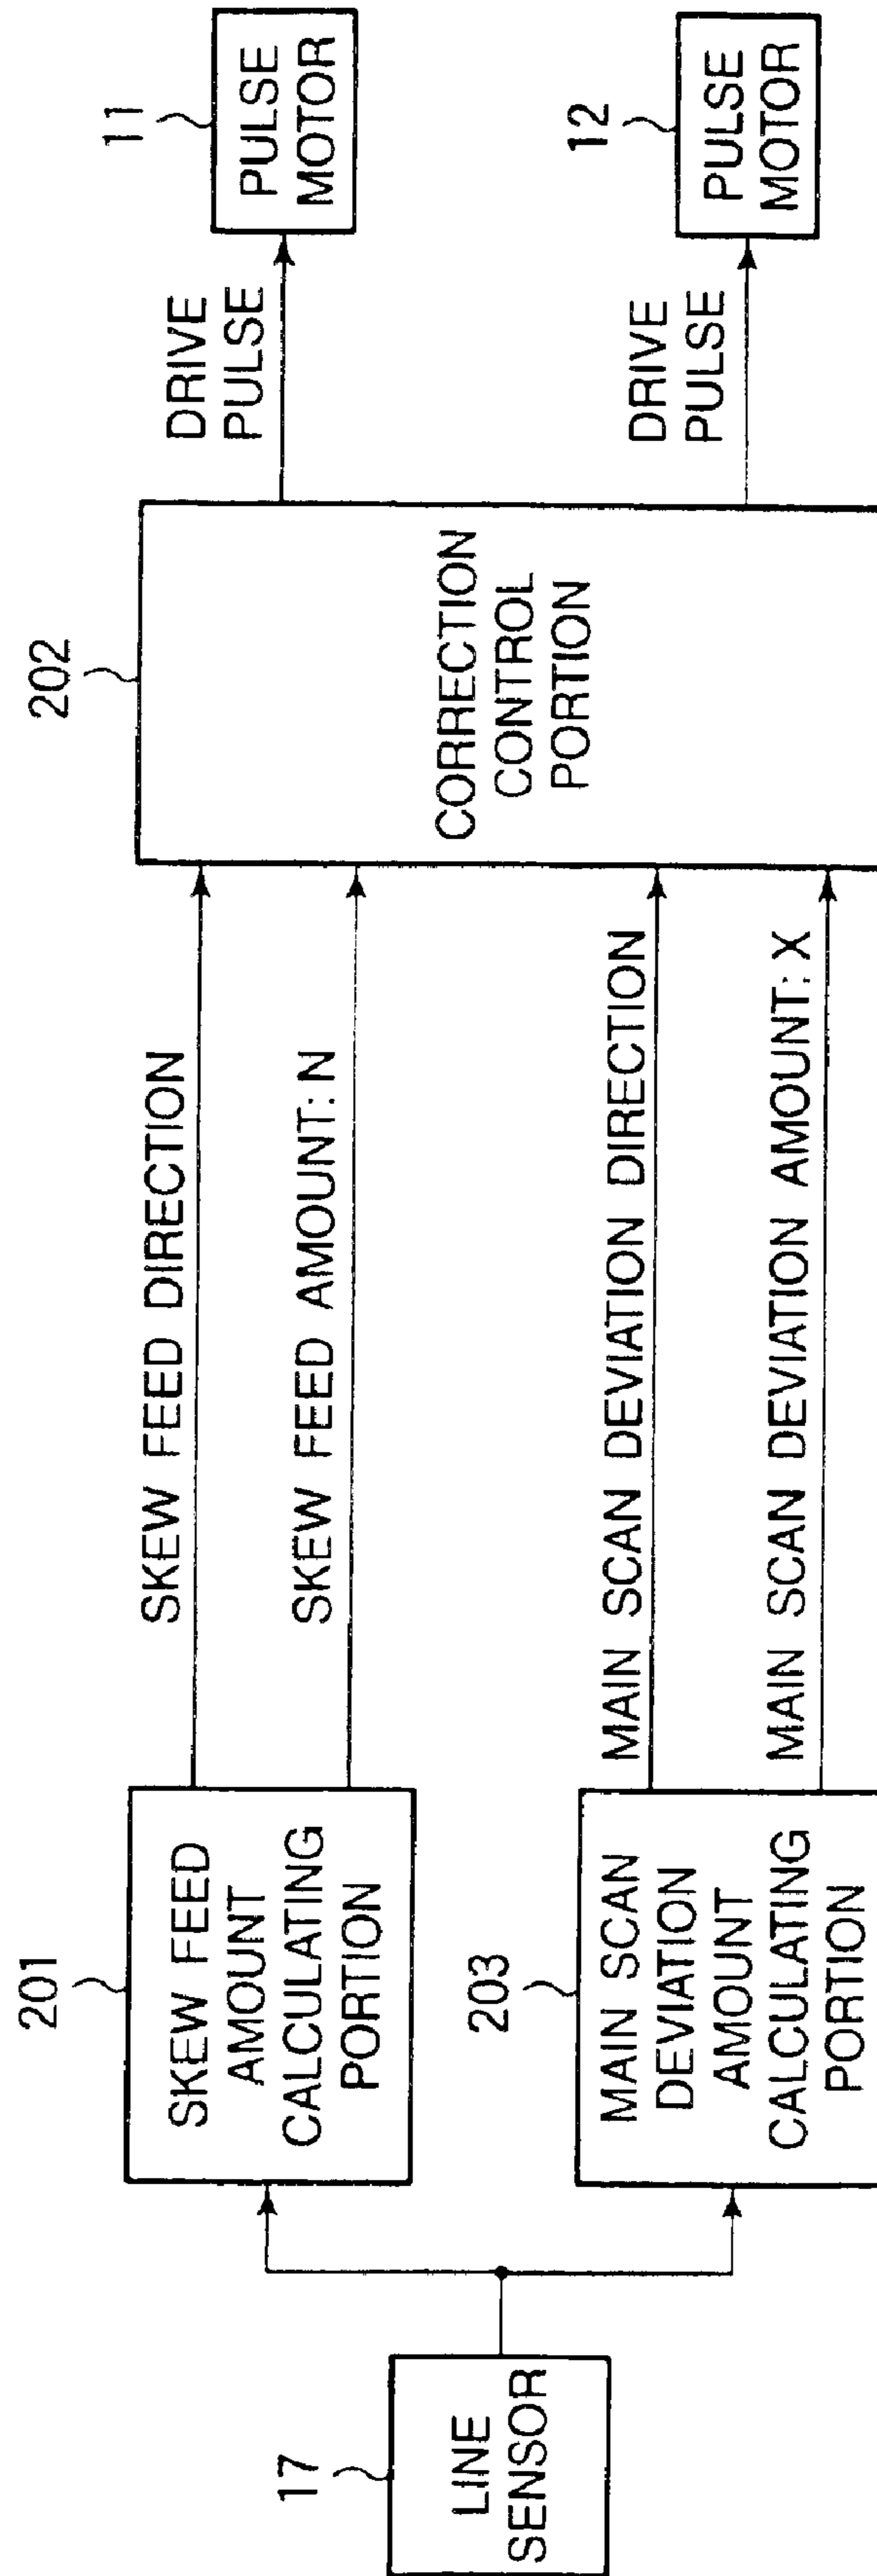 17
LINE
SENSOR
201
SKEW FEED
AMOUNT
CALCULATING
PORTION
203
MAIN SCAN
DEVIATION
AMOUNT
CALCULATING
PORTION
SKEW FEED DIRECTION
SKEW FEED AMOUNT: N
MAIN SCAN DEVIATION DIRECTION
MAIN SCAN DEVIATION AMOUNT: X
202
CORRECTION
CONTROL
PORTION
DRIVE
PULSE
DRIVE
PULSE
11
PULSE
MOTOR
12
PULSE
MOTOR